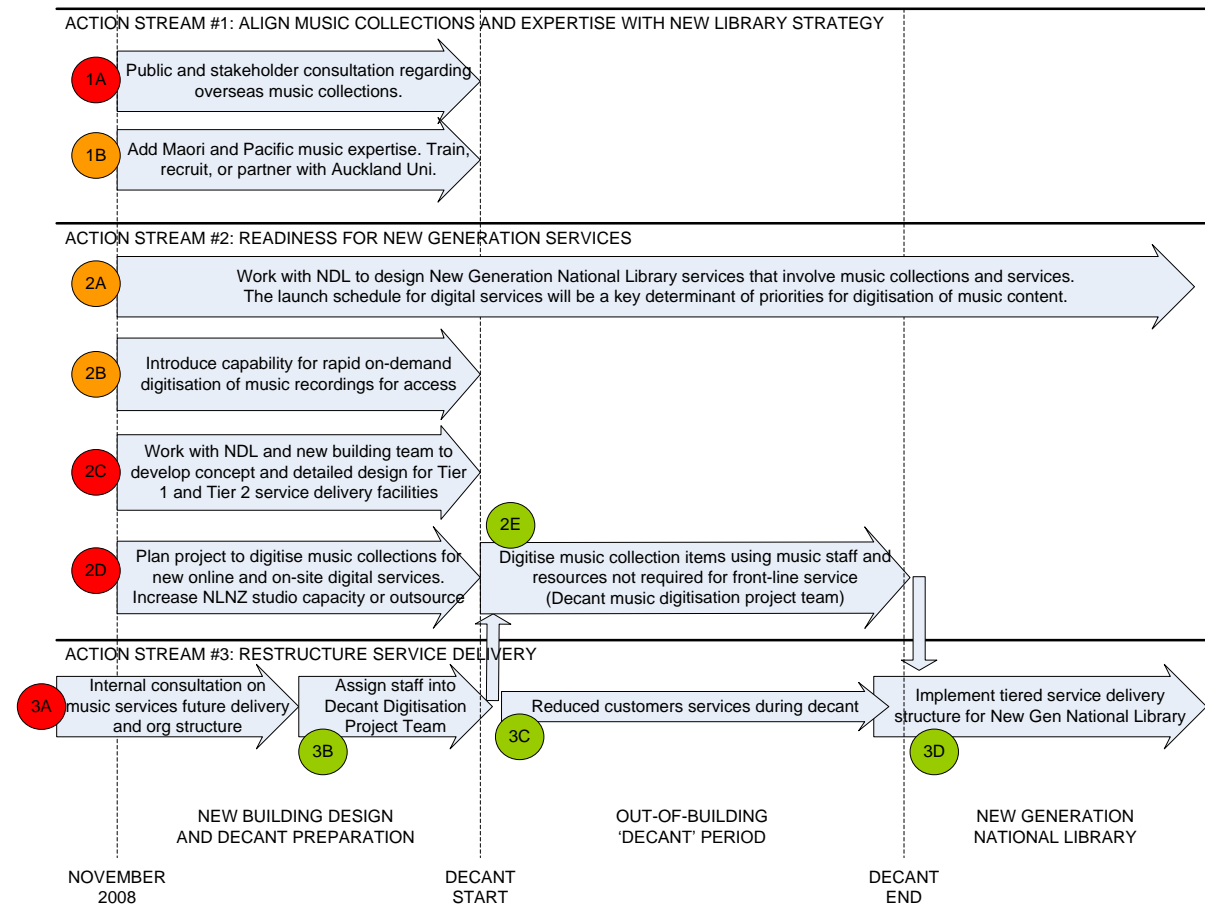 ACTION STREAM #1: ALIGN MUSIC COLLECTIONS AND EXPERTISE WITH NEW LIBRARY STRATEGY
1A
Public and stakeholder consultation regarding
overseas music collections.
1B
Add Maori and Pacific music expertise. Train,
recruit, or partner with Auckland Uni.
ACTION STREAM #2: READINESS FOR NEW GENERATION SERVICES
2A
Work with NDL to design New Generation National Library services that involve music collections and services.
The launch schedule for digital services will be a key determinant of priorities for digitisation of music content.
2B
Introduce capability for rapid on-demand
digitisation of music recordings for access
2C
Work with NDL and new building team to
develop concept and detailed design for Tier
1 and Tier 2 service delivery facilities
2D
Plan project to digitise music collections for
new online and on-site digital services.
Increase NLNZ studio capacity or outsource
2E
Digitise music collection items using music staff and
resources not required for front-line service
(Decant music digitisation project team)
ACTION STREAM #3: RESTRUCTURE SERVICE DELIVERY
3A
Internal consultation on
music services future delivery
and org structure
3B
Assign staff into
Decant Digitisation
Project Team
3C
Reduced customers services during decant
3D
Implement tiered service delivery
structure for New Gen National Library
NEW BUILDING DESIGN
AND DECANT PREPARATION
OUT-OF-BUILDING
‘DECANT’ PERIOD
NEW GENERATION
NATIONAL LIBRARY
NOVEMBER
2008
DECANT
START
DECANT
END